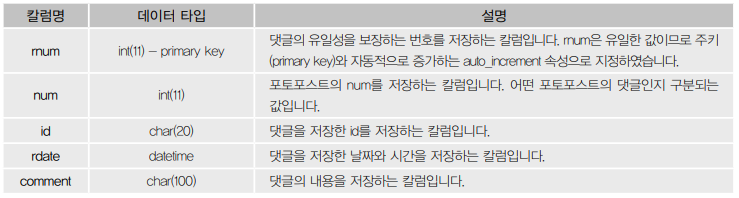 칼럼명 데이터 타입 설명
rnum int(11) – primary key 댓글의 유일성을 보장하는 번호를 저장하는 칼럼입니다. rnum은 유일한 값이므로 주키
(primary key)와 자동적으로 증가하는 auto_increment 속성으로 지정하였습니다.
num int(11) 포토포스트의 num를 저장하는 칼럼입니다. 어떤 포토포스트의 댓글인지 구분되는
값입니다.
id char(20) 댓글을 저장한 id를 저장하는 칼럼입니다.
rdate datetime 댓글을 저장한 날짜와 시간을 저장하는 칼럼입니다.
comment char(100) 댓글의 내용을 저장하는 칼럼입니다.